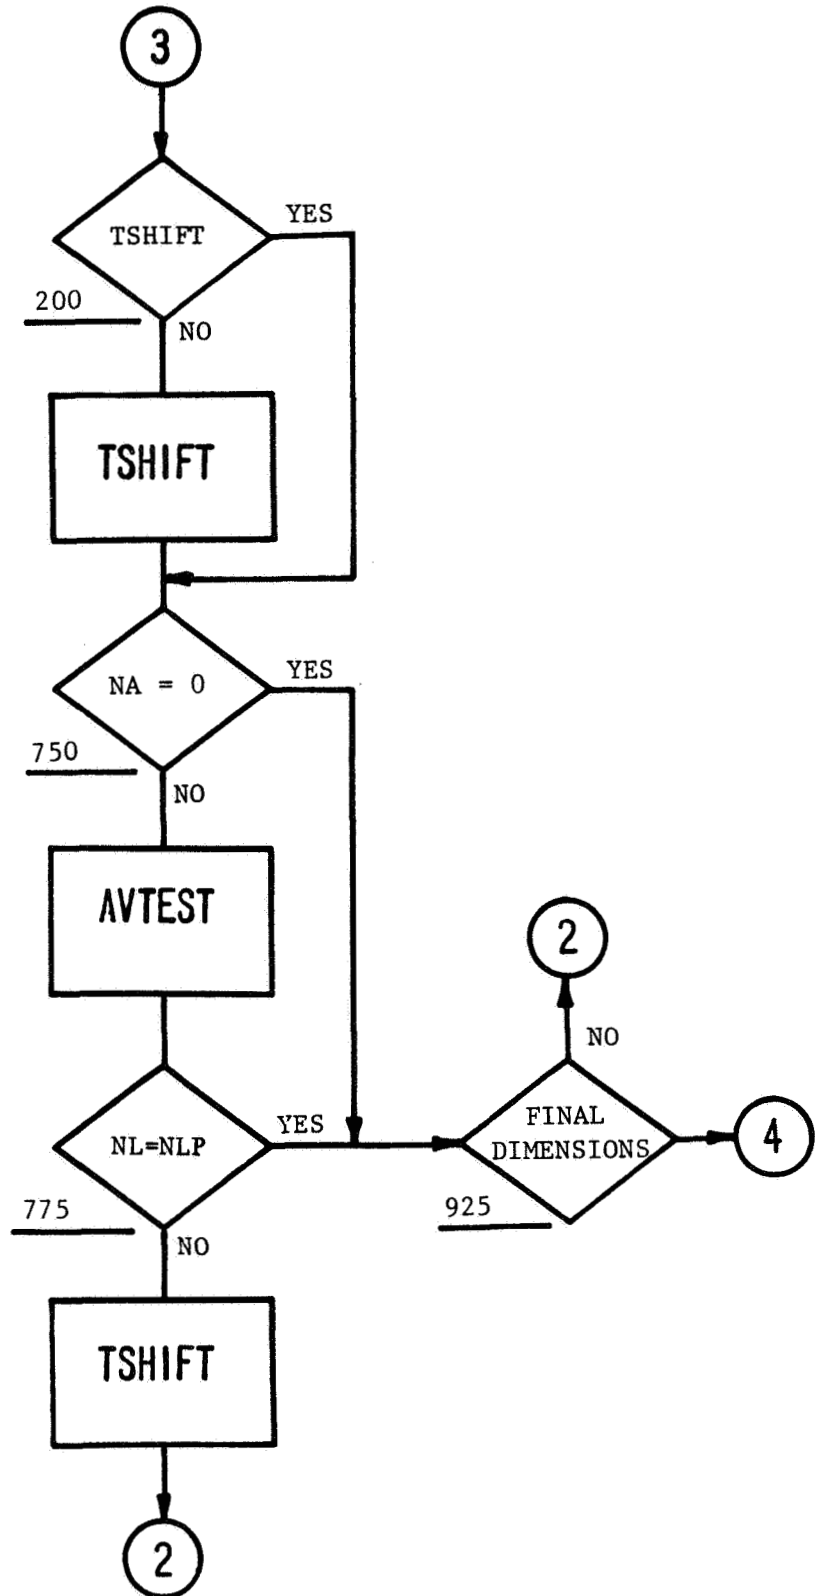 3
TSHIFT
YES
200
NO
TSHIFT
NA = 0
YES
750
NO
AVTEST
2
NO
NL=NLP
YES
FINAL
DIMENSIONS
4
775
NO
925
TSHIFT
2